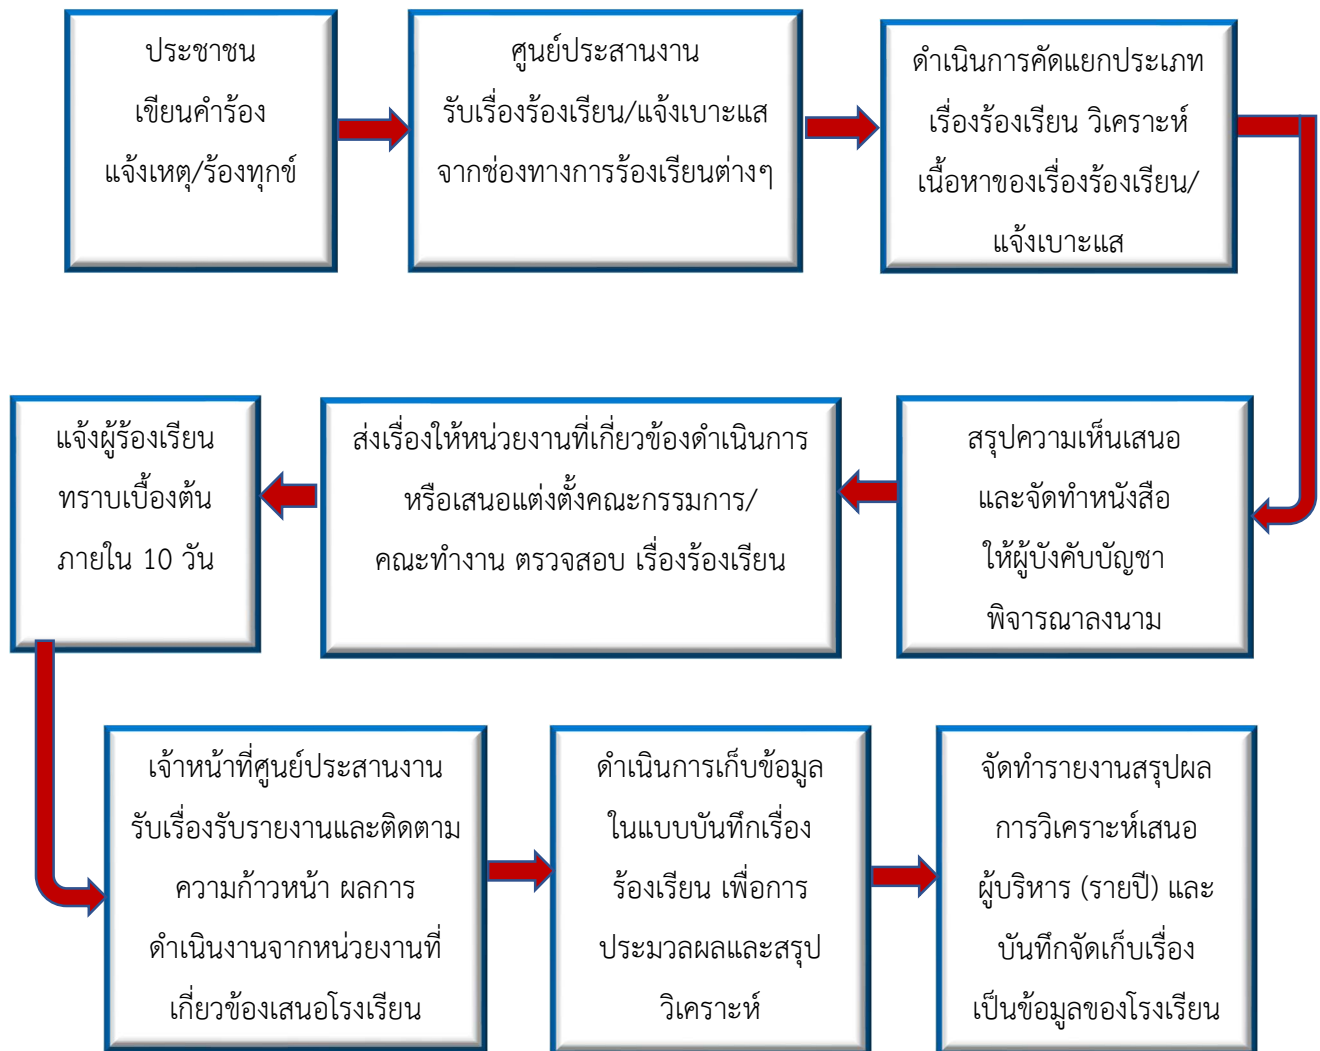 ประชาชน
เขียนคำร้อง
แจ้งเหตุ/ร้องทุกข์
ศูนย์ประสานงาน
รับเรื่องร้องเรียน/แจ้งเบาะแส
จากช่องทางการร้องเรียนต่างๆ
ดำเนินการคัดแยกประเภท
เรื่องร้องเรียน วิเคราะห์
เนื้อหาของเรื่องร้องเรียน/
แจ้งเบาะแส
สรุปความเห็นเสนอ
และจัดทำหนังสือ
ให้ผู้บังคับบัญชา
พิจารณาลงนาม
ส่งเรื่องให้หน่วยงานที่เกี่ยวข้องดำเนินการ
หรือเสนอแต่งตั้งคณะกรรมการ/
คณะทำงาน ตรวจสอบ เรื่องร้องเรียน
แจ้งผู้ร้องเรียน
ทราบเบื้องต้น
ภายใน 10 วัน
เจ้าหน้าที่ศูนย์ประสานงาน
รับเรื่องรับรายงานและติดตาม
ความก้าวหน้า ผลการ
ดำเนินงานจากหน่วยงานที่
เกี่ยวข้องเสนอโรงเรียน
ดำเนินการเก็บข้อมูล
ในแบบบันทึกเรื่อง
ร้องเรียน เพื่อการ
ประมวลผลและสรุป
วิเคราะห์
จัดทำรายงานสรุปผล
การวิเคราะห์เสนอ
ผู้บริหาร (รายปี) และ
บันทึกจัดเก็บเรื่อง
เป็นข้อมูลของโรงเรียน